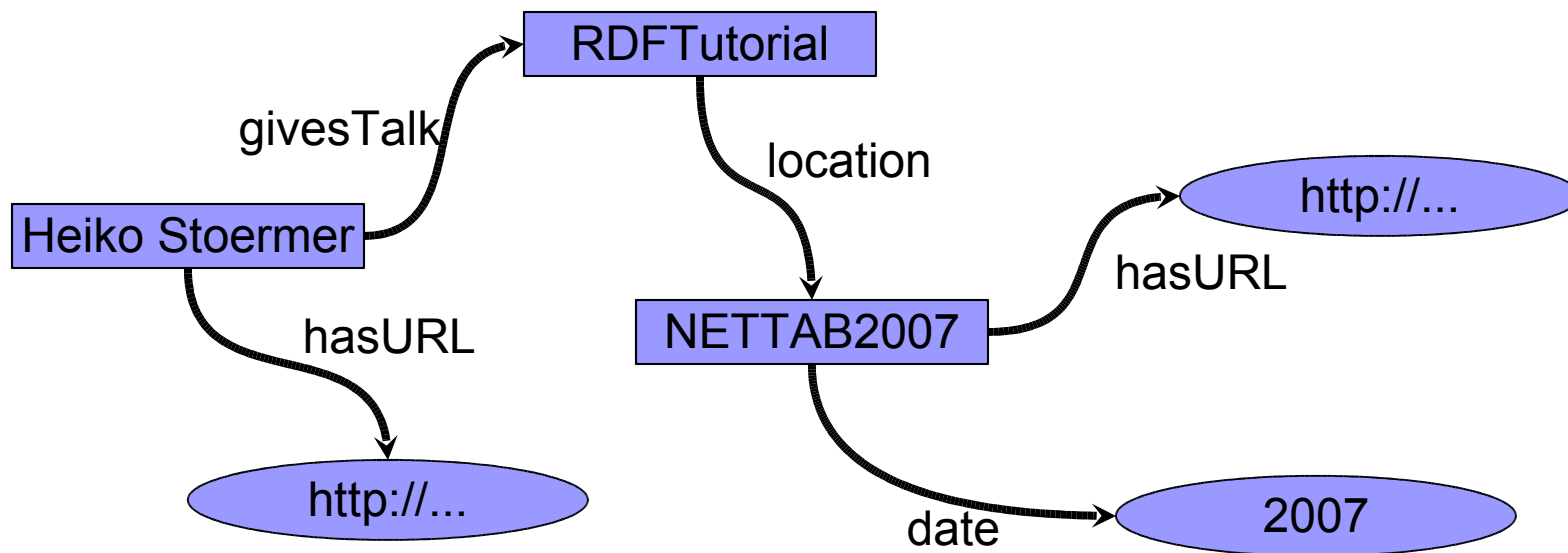 RDFTutorial
givesTalk
location
http://...
Heiko Stoermer
hasURL
hasURL
NETTAB2007
http://...
2007
date